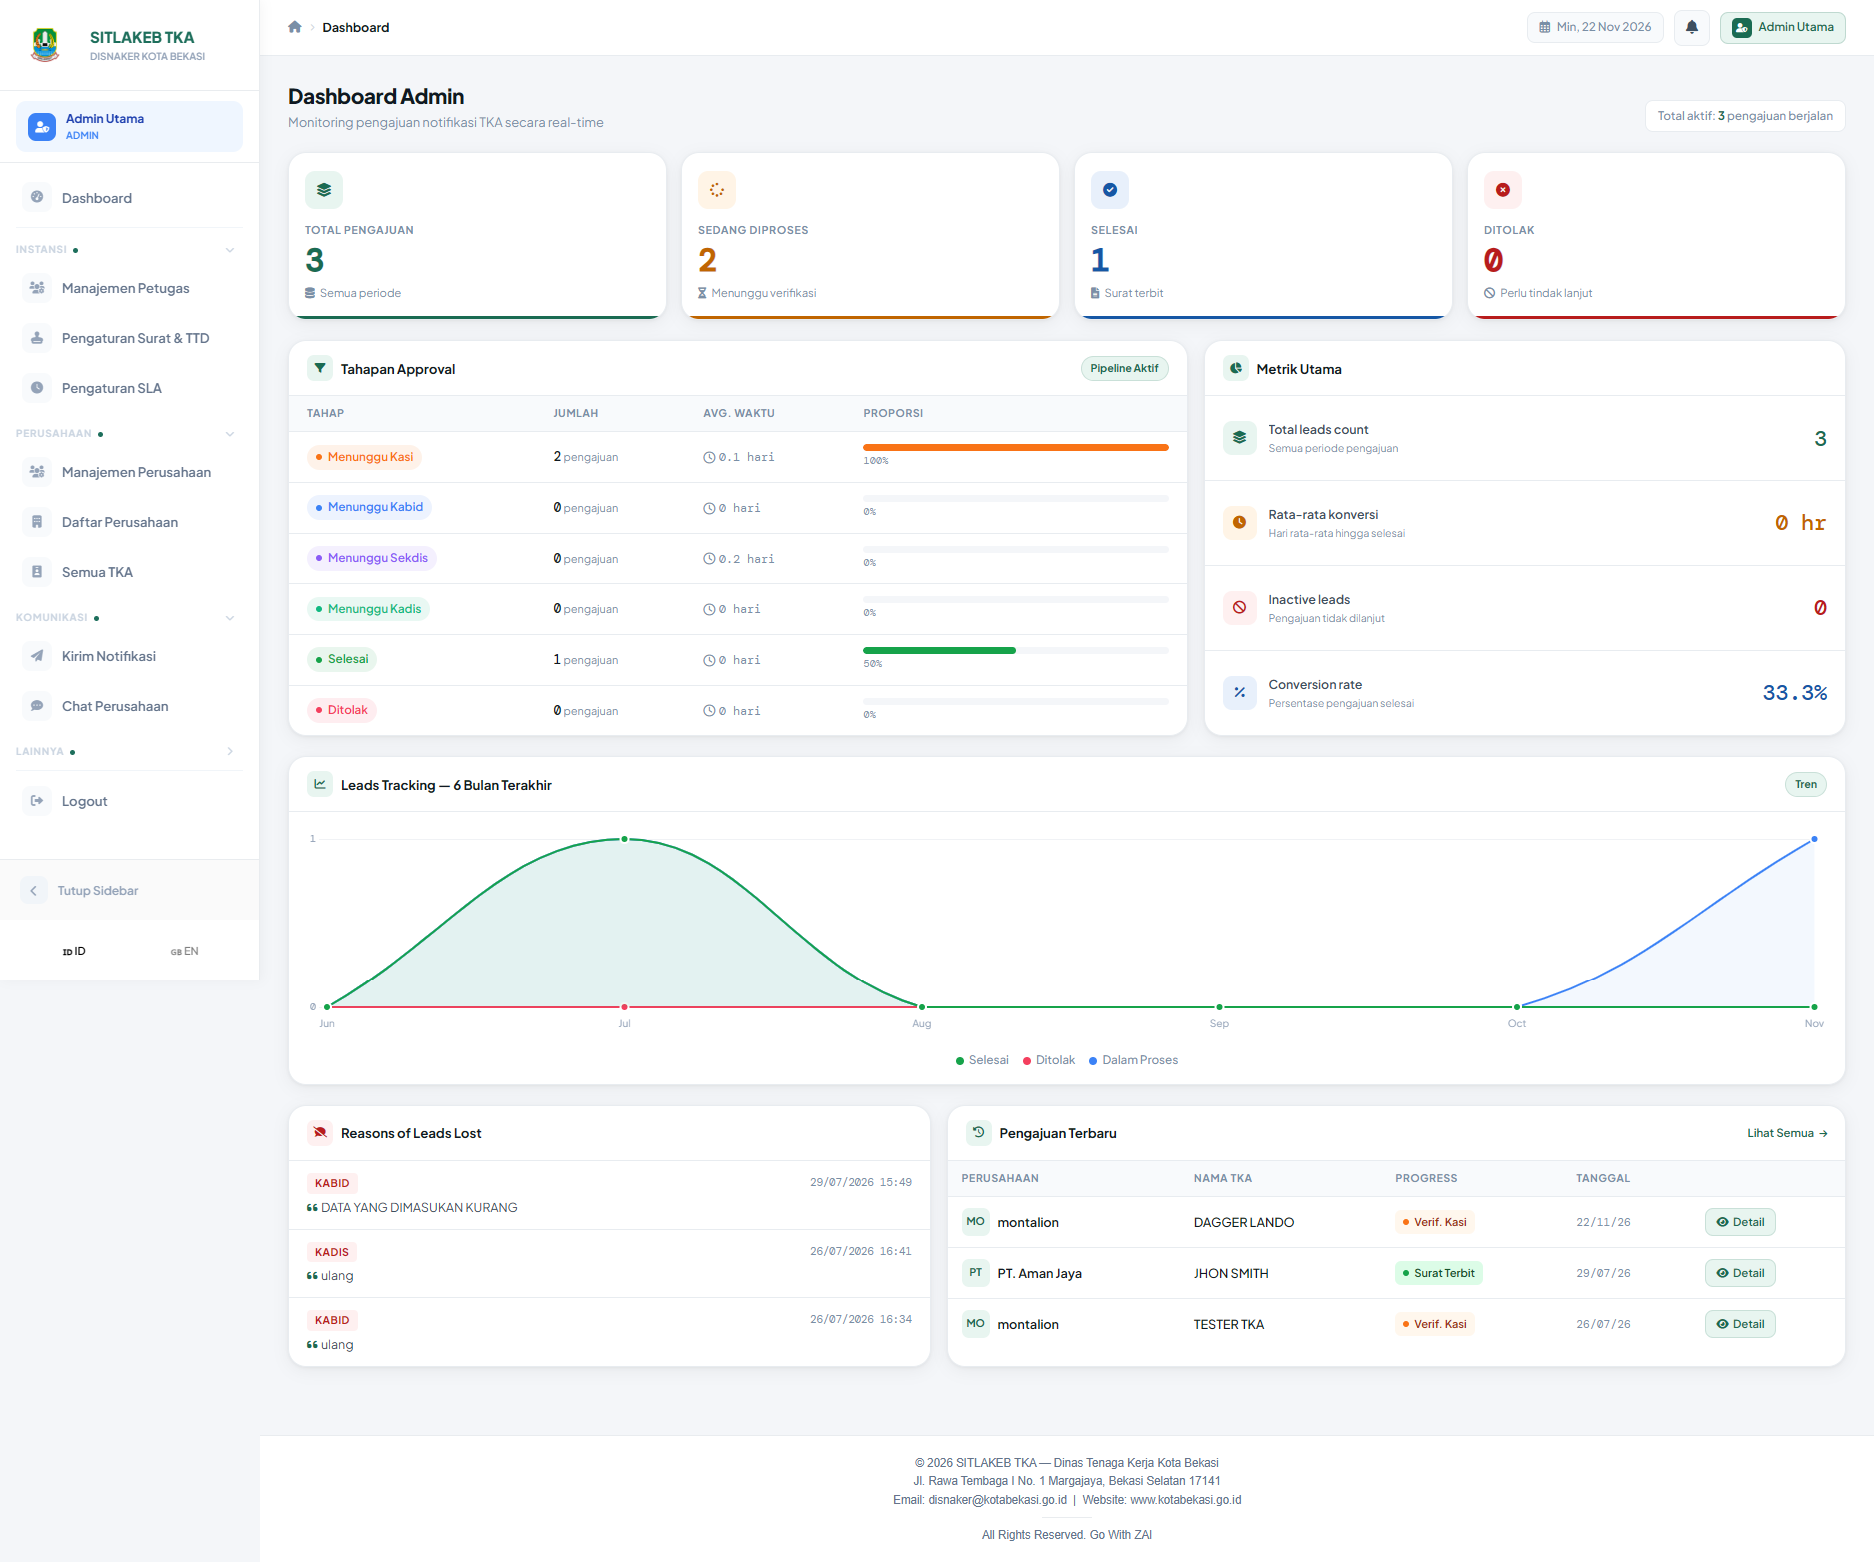 SITLAKEB TKA
DISNAKER KOTA BEKASI
Admin Utama
ADMIN
Dashboard
INSTANSI
Manajemen Petugas
Pengaturan Surat & TTD
Pengaturan SLA
PERUSAHAAN
Manajemen Perusahaan
Daftar Perusahaan
Semua TKA
KOMUNIKASI
Kirim Notifikasi
Chat Perusahaan
LAINNYA
Logout
Tutup Sidebar
ID ID
GB EN
Dashboard
Min, 22 Nov 2026
Admin Utama
Dashboard Admin
Monitoring pengajuan notifikasi TKA secara real-time
Total aktif: 3 pengajuan berjalan
TOTAL PENGAJUAN
3
Semua periode
SEDANG DIPROSES
2
Menunggu verifikasi
SELESAI
1
Surat terbit
DITOLAK
0
Perlu tindak lanjut
Tahapan Approval
Pipeline Aktif
TAHAP JUMLAH AVG. WAKTU PROPORSI
Menunggu Kasi 2 pengajuan 0.1 hari 100%
Menunggu Kabid 0 pengajuan 0 hari 0%
Menunggu Sekdis 0 pengajuan 0.2 hari 0%
Menunggu Kadis 0 pengajuan 0 hari 0%
Selesai 1 pengajuan 0 hari 50%
Ditolak 0 pengajuan 0 hari 0%
Metrik Utama
Total leads count
Semua periode pengajuan
3
Rata-rata konversi
Hari rata-rata hingga selesai
0 hr
Inactive leads
Pengajuan tidak dilanjut
0
Conversion rate
Persentase pengajuan selesai
33.3%
Leads Tracking — 6 Bulan Terakhir
Tren
1
0
Jun Jul Aug Sep Oct Nov
Selesai Ditolak Dalam Proses
Reasons of Leads Lost
KABID 29/07/2026 15:49
DATA YANG DIMASUKAN KURANG
KADIS 26/07/2026 16:41
ulang
KABID 26/07/2026 16:34
ulang
Pengajuan Terbaru
Lihat Semua →
PERUSAHAAN NAMA TKA PROGRESS TANGGAL
MO montalion DAGGER LANDO Verif. Kasi 22/11/26 Detail
PT PT. Aman Jaya JHON SMITH Surat Terbit 29/07/26 Detail
MO montalion TESTER TKA Verif. Kasi 26/07/26 Detail
© 2026 SITLAKEB TKA — Dinas Tenaga Kerja Kota Bekasi
Jl. Rawa Tembaga I No. 1 Margajaya, Bekasi Selatan 17141
Email: disnaker@kotabekasi.go.id | Website: www.kotabekasi.go.id
All Rights Reserved. Go With ZAI